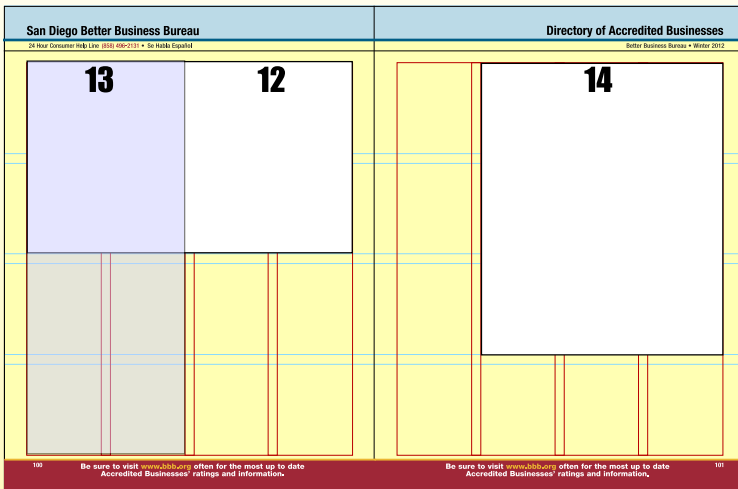 San Diego Better Business Bureau
24 Hour Consumer Help Line (858) 496-2131 • Se Habla Español
13
12
100
Be sure to visit www.bbb.org often for the most up to date
Accredited Businesses' ratings and information.
Directory of Accredited Businesses
Better Business Bureau • Winter 2012
14
Be sure to visit www.bbb.org often for the most up to date
Accredited Businesses' ratings and information.
101